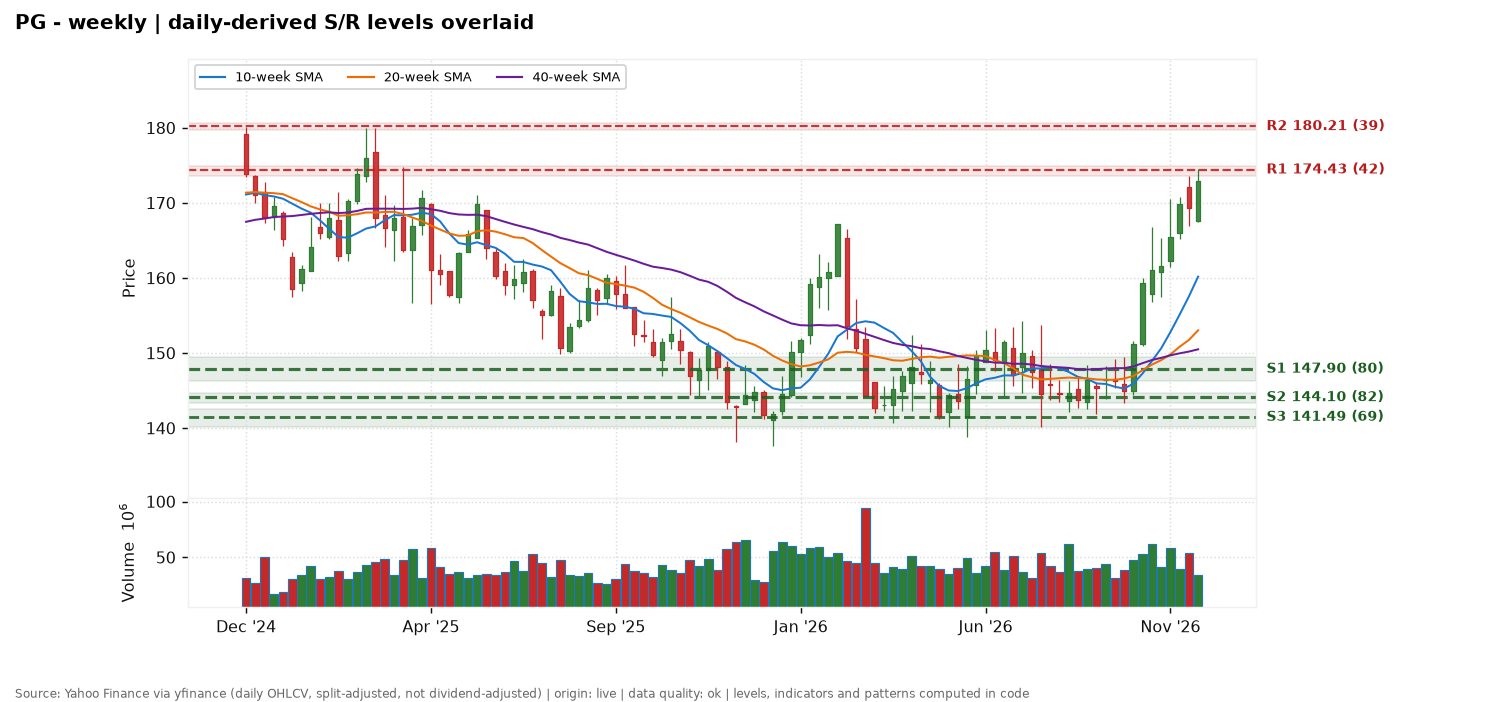 PG - weekly | daily-derived S/R levels overlaid
10-week SMA 20-week SMA 40-week SMA
Price
180
170
160
150
140
R2 180.21 (39)
R1 174.43 (42)
S1 147.90 (80)
S2 144.10 (82)
S3 141.49 (69)
Volume 10⁶
100
50
Dec '24 Apr '25 Sep '25 Jan '26 Jun '26 Nov '26
Source: Yahoo Finance via yfinance (daily OHLCV, split-adjusted, not dividend-adjusted) | origin: live | data quality: ok | levels, indicators and patterns computed in code